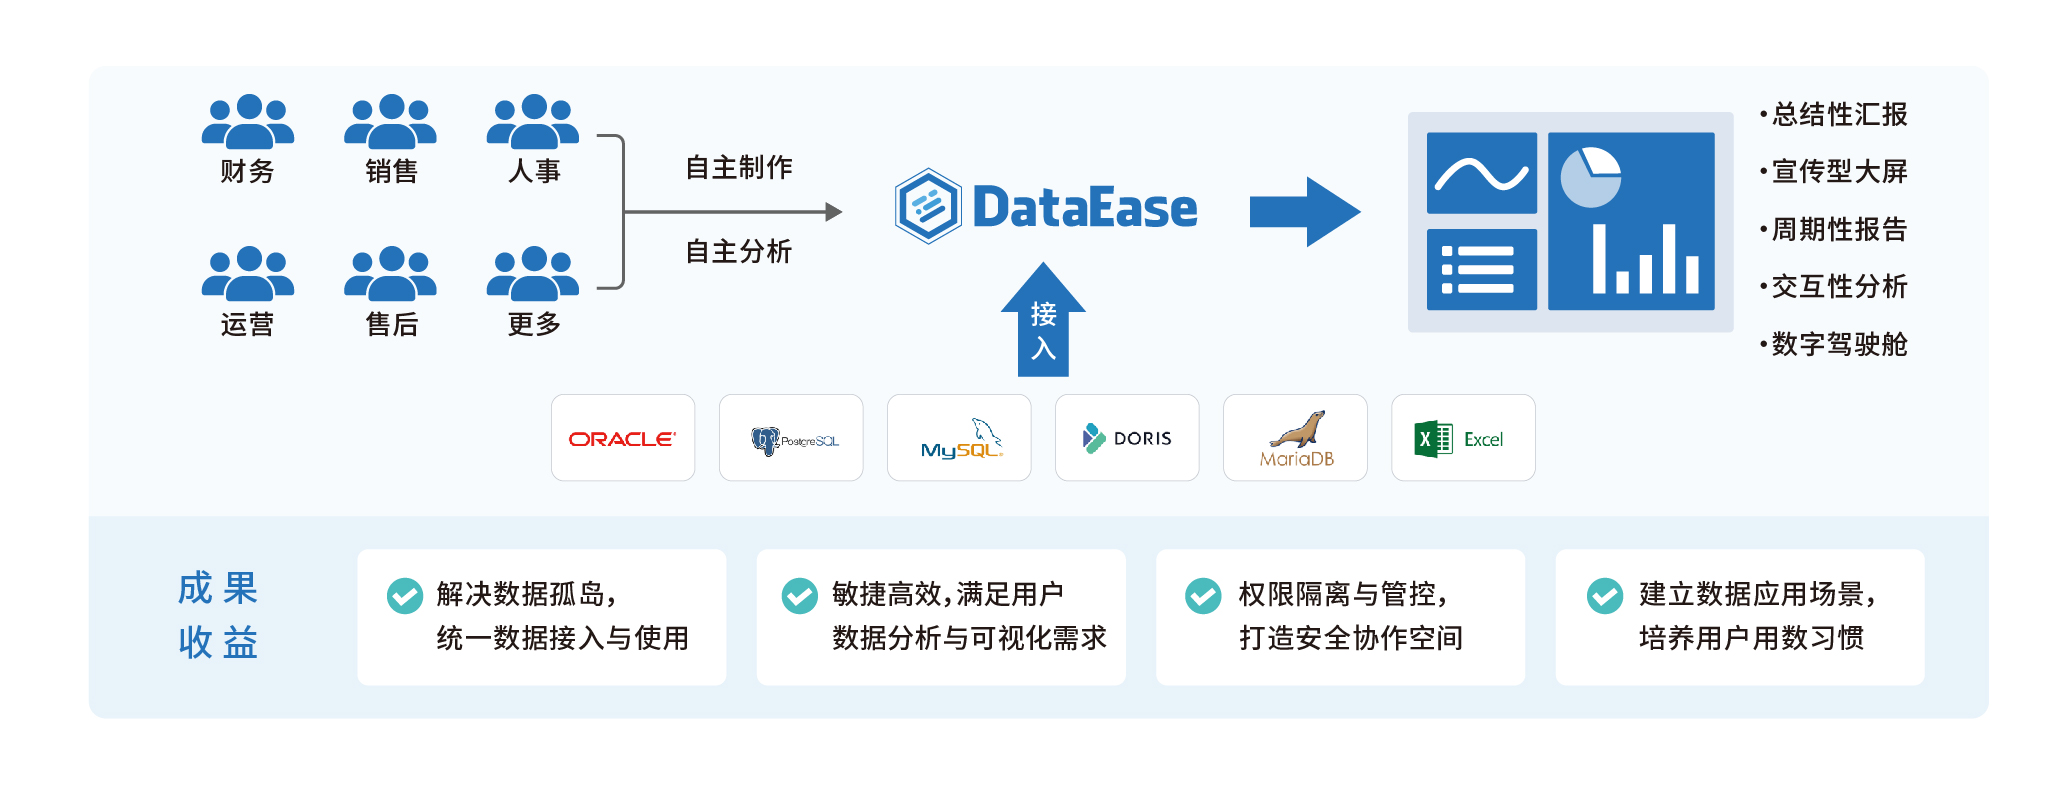 财务
销售
人事
运营
售后
更多
自主制作
自主分析
DataEase
接
入
·总结性汇报
·宣传型大屏
·周期性报告
·交互性分析
·数字驾驶舱
ORACLE
PostgreSQL
MySQL
DORIS
MariaDB
X
Excel
成果
收益
解决数据孤岛，
统一数据接入与使用
敏捷高效，满足用户
数据分析与可视化需求
权限隔离与管控，
打造安全协作空间
建立数据应用场景，
培养用户用数习惯